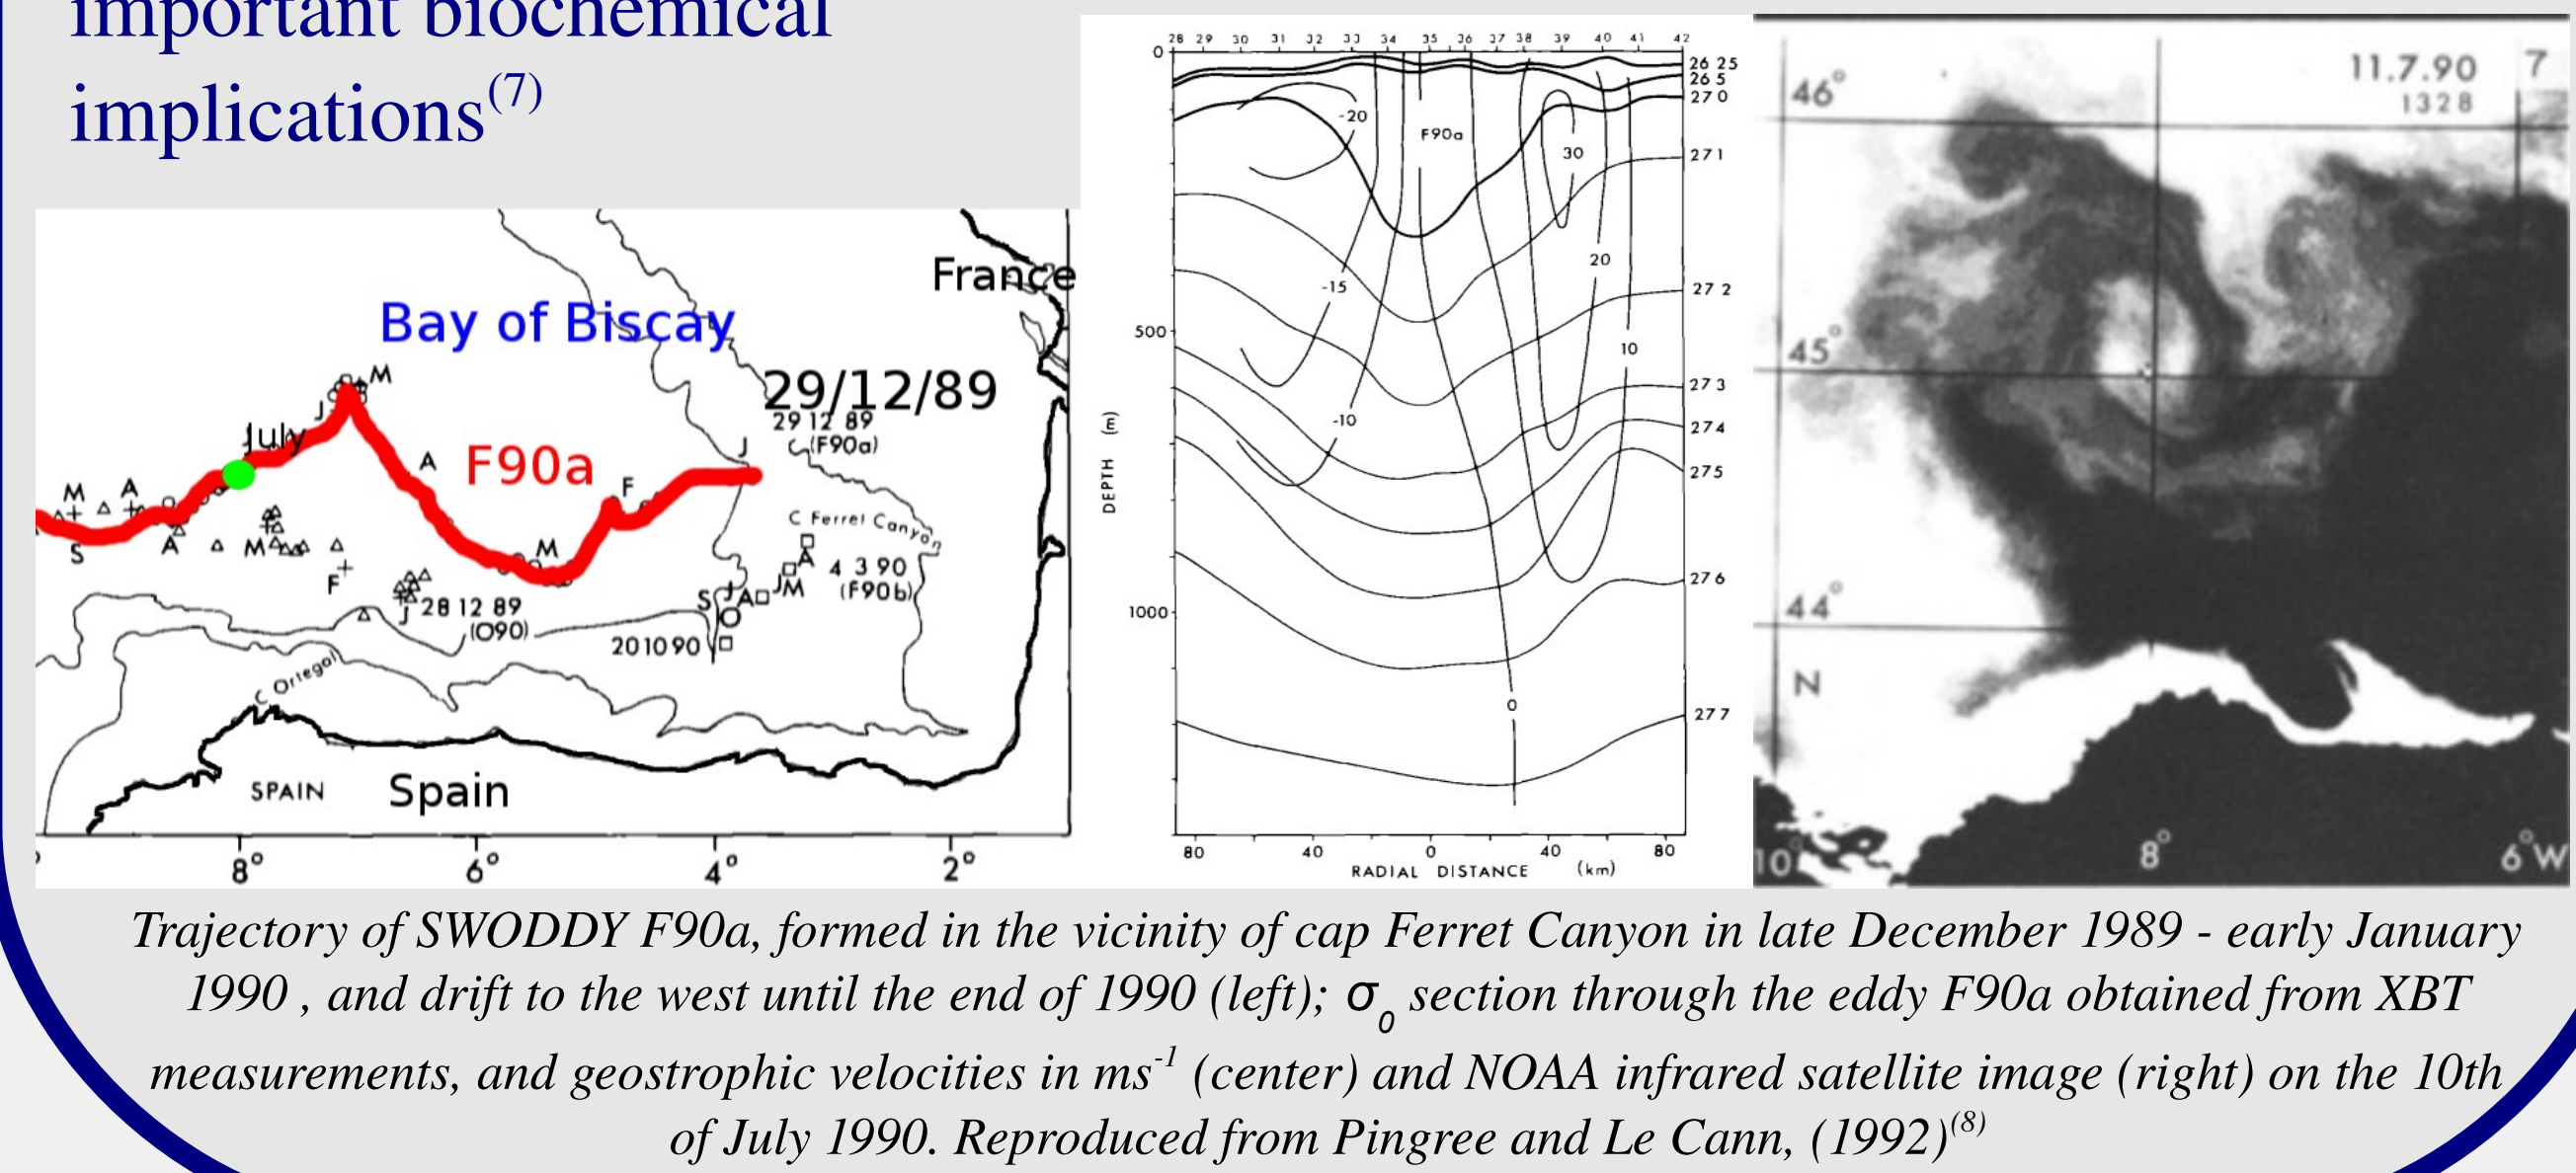 important biochemical
implications(7)
France
Bay of Biscay
29/12/89
29 12 89
(F90a)
M
J
July
A
F90a
J
F
M
A
S
A
M
F
M
C Ferret Canyon
A
4 3 90
(F90b)
J
M
S
J
A
O
J
28 12 89
(O90)
20 10 90
C Ortegal
SPAIN
Spain
8°
6°
4°
2°
28 29 30 31 32 33 34 35 36 37 38 39 40 41 42
0
26 25
26 5
27 0
-20
F90a
30
27 1
-15
20
27 2
500
10
27 3
-10
27 4
27 5
DEPTH (m)
27 6
1000
0
27 7
80 40 0 40 80
RADIAL DISTANCE (km)
11.7.90
7
1328
46°
45°
44°
N
10°
8°
6°W
Trajectory of SWODDY F90a, formed in the vicinity of cap Ferret Canyon in late December 1989 - early January
1990 , and drift to the west until the end of 1990 (left); σ0 section through the eddy F90a obtained from XBT
measurements, and geostrophic velocities in ms-1 (center) and NOAA infrared satellite image (right) on the 10th
of July 1990. Reproduced from Pingree and Le Cann, (1992)(8)